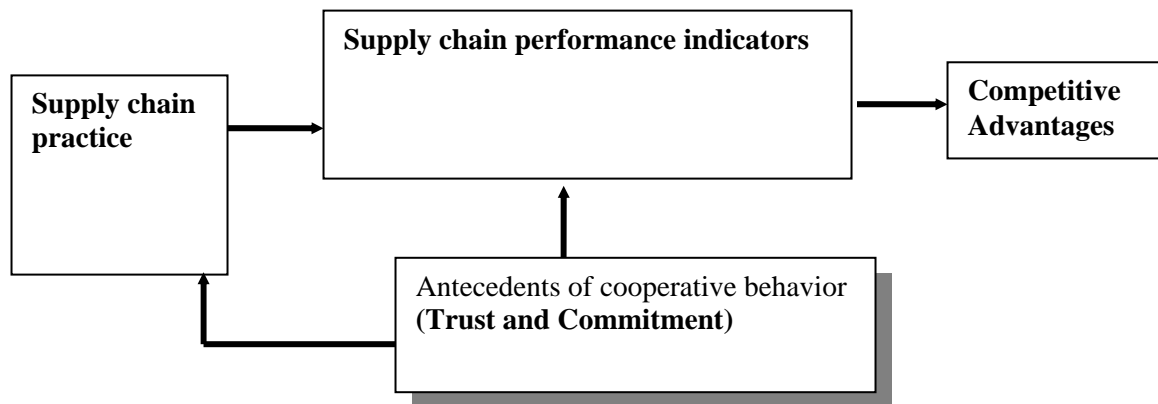 Supply chain performance indicators
Supply chain
practice
Competitive
Advantages
Antecedents of cooperative behavior
(Trust and Commitment)